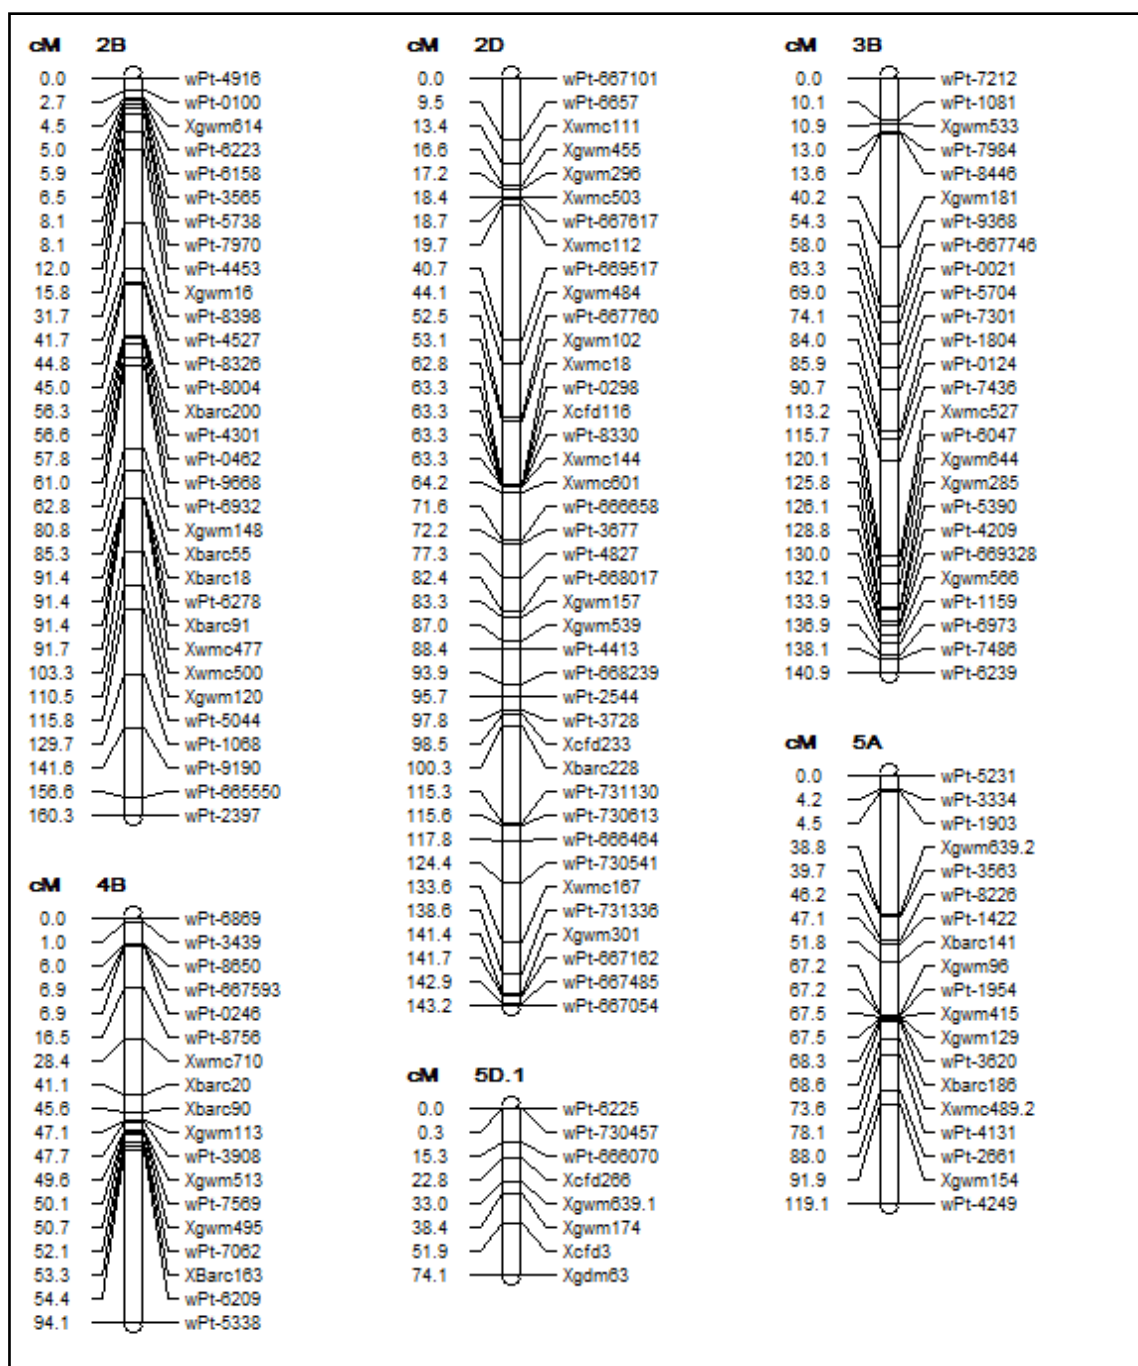 cM 2B
0.0 wPt-4916
2.7 wPt-0100
4.5 Xgwm614
5.0 wPt-6223
5.9 wPt-6158
6.5 wPt-3565
8.1 wPt-5738
8.1 wPt-7970
12.0 wPt-4453
15.8 Xgwm16
31.7 wPt-8398
41.7 wPt-4527
44.8 wPt-8326
45.0 wPt-8004
56.3 Xbarc200
56.6 wPt-4301
57.8 wPt-0462
61.0 wPt-9668
62.8 wPt-6932
80.8 Xgwm148
85.3 Xbarc55
91.4 Xbarc18
91.4 wPt-6278
91.4 Xbarc91
91.7 Xwmc477
103.3 Xwmc500
110.5 Xgwm120
115.8 wPt-5044
129.7 wPt-1068
141.6 wPt-9190
156.6 wPt-665550
160.3 wPt-2397
cM 4B
0.0 wPt-6869
1.0 wPt-3439
6.0 wPt-8650
6.9 wPt-667593
6.9 wPt-0246
16.5 wPt-8756
28.4 Xwmc710
41.1 Xbarc20
45.6 Xbarc90
47.1 Xgwm113
47.7 wPt-3908
49.6 Xgwm513
50.1 wPt-7569
50.7 Xgwm495
52.1 wPt-7062
53.3 XBarc163
54.4 wPt-6209
94.1 wPt-5338
cM 2D
0.0 wPt-667101
9.5 wPt-6657
13.4 Xwmc111
16.6 Xgwm455
17.2 Xgwm296
18.4 Xwmc503
18.7 wPt-667617
19.7 Xwmc112
40.7 wPt-669517
44.1 Xgwm484
52.5 wPt-667760
53.1 Xgwm102
62.8 Xwmc18
63.3 wPt-0298
63.3 Xcfd116
63.3 wPt-8330
63.3 Xwmc144
64.2 Xwmc601
71.6 wPt-666658
72.2 wPt-3677
77.3 wPt-4827
82.4 wPt-668017
83.3 Xgwm157
87.0 Xgwm539
88.4 wPt-4413
93.9 wPt-668239
95.7 wPt-2544
97.8 wPt-3728
98.5 Xcfd233
100.3 Xbarc228
115.3 wPt-731130
115.6 wPt-730613
117.8 wPt-666464
124.4 wPt-730541
133.6 Xwmc167
138.6 wPt-731336
141.4 Xgwm301
141.7 wPt-667162
142.9 wPt-667485
143.2 wPt-667054
cM 5D.1
0.0 wPt-6225
0.3 wPt-730457
15.3 wPt-666070
22.8 Xcfd266
33.0 Xgwm639.1
38.4 Xgwm174
51.9 Xcfd3
74.1 Xgdm63
cM 3B
0.0 wPt-7212
10.1 wPt-1081
10.9 Xgwm533
13.0 wPt-7984
13.6 wPt-8446
40.2 Xgwm181
54.3 wPt-9368
58.0 wPt-667746
63.3 wPt-0021
69.0 wPt-5704
74.1 wPt-7301
84.0 wPt-1804
85.9 wPt-0124
90.7 wPt-7436
113.2 Xwmc527
115.7 wPt-6047
120.1 Xgwm644
125.8 Xgwm285
126.1 wPt-5390
128.8 wPt-4209
130.0 wPt-669328
132.1 Xgwm566
133.9 wPt-1159
136.9 wPt-6973
138.1 wPt-7486
140.9 wPt-6239
cM 5A
0.0 wPt-5231
4.2 wPt-3334
4.5 wPt-1903
38.8 Xgwm639.2
39.7 wPt-3563
46.2 wPt-8226
47.1 wPt-1422
51.8 Xbarc141
67.2 Xgwm96
67.2 wPt-1954
67.5 Xgwm415
67.5 Xgwm129
68.3 wPt-3620
68.6 Xbarc186
73.6 Xwmc489.2
78.1 wPt-4131
88.0 wPt-2661
91.9 Xgwm154
119.1 wPt-4249